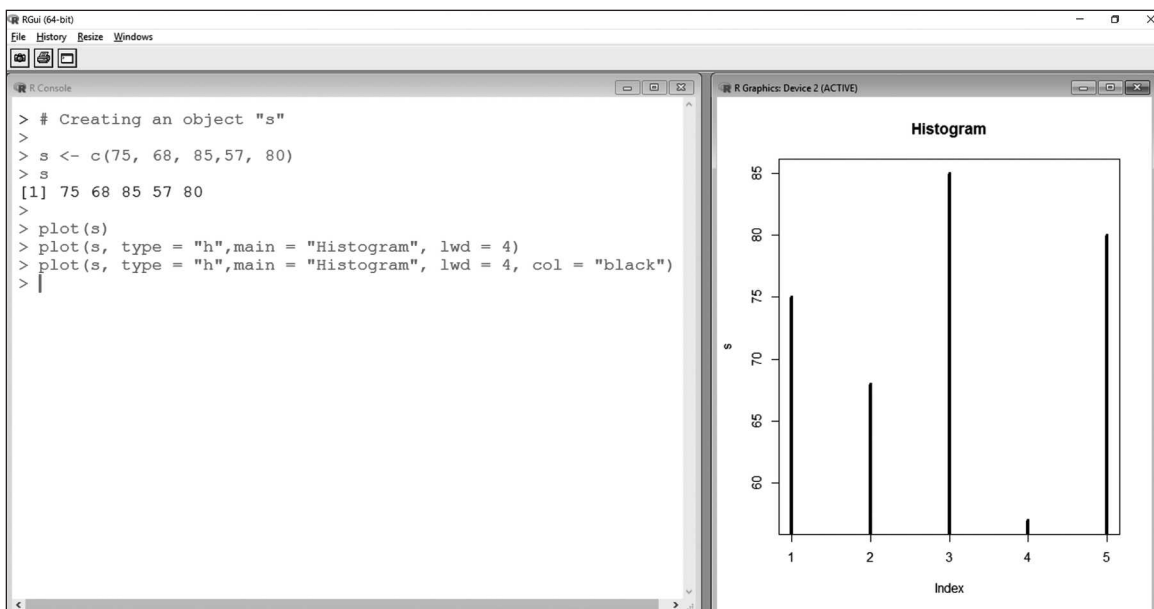 RGui (64-bit)
File History Resize Windows
R Console
> # Creating an object "s"
>
> s <- c(75, 68, 85,57, 80)
> s
[1] 75 68 85 57 80
>
> plot(s)
> plot(s, type = "h",main = "Histogram", lwd = 4)
> plot(s, type = "h",main = "Histogram", lwd = 4, col = "black")
>
R Graphics: Device 2 (ACTIVE)
Histogram
85
80
75
70
65
60
s
1 2 3 4 5
Index